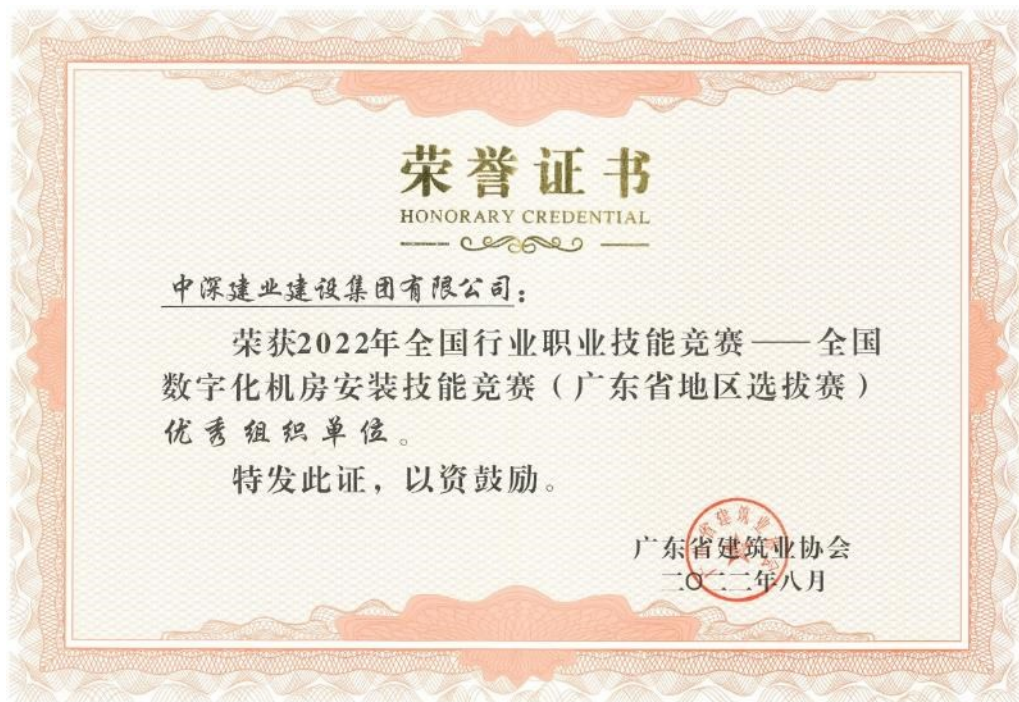 荣誉证书
HONORARY CREDENTIAL
中深建业建设集团有限公司：
荣获2022年全国行业职业技能竞赛——全国
数字化机房安装技能竞赛（广东省地区选拔赛）
优秀组织单位。
特发此证，以资鼓励。
广东省建筑业协会
二〇二二年八月